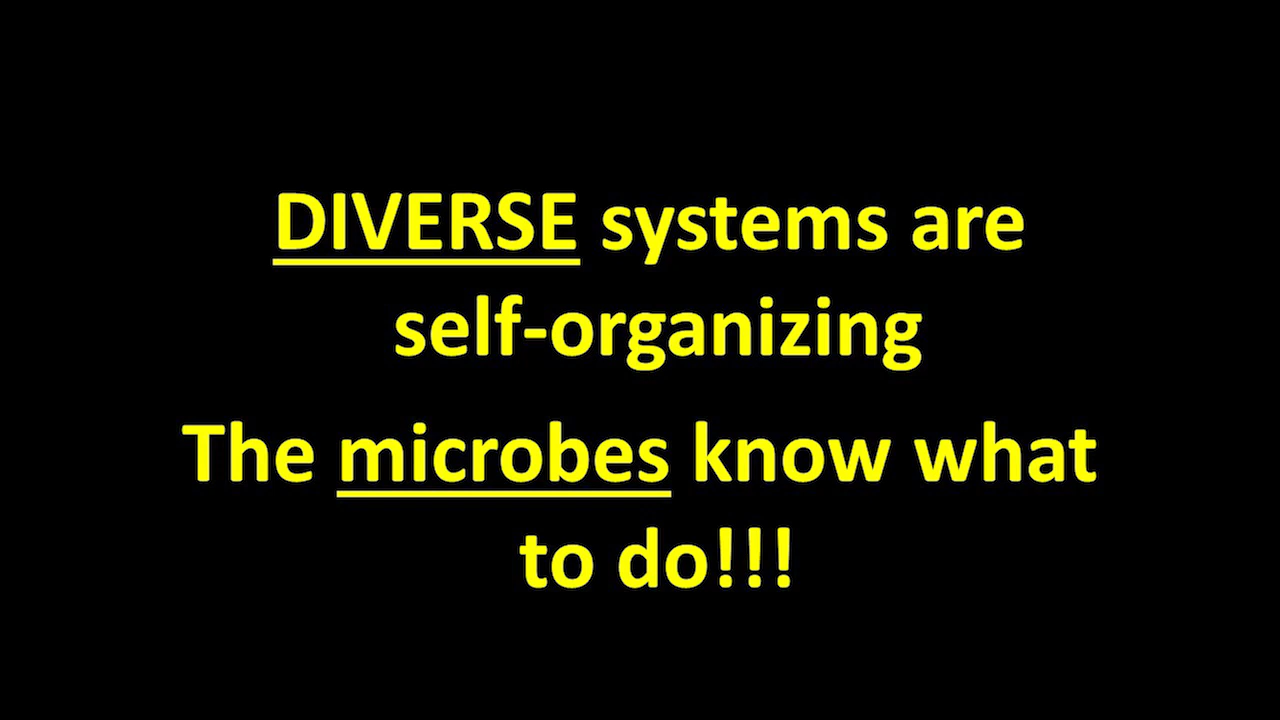 DIVERSE systems are
self-organizing
The microbes know what
to do!!!